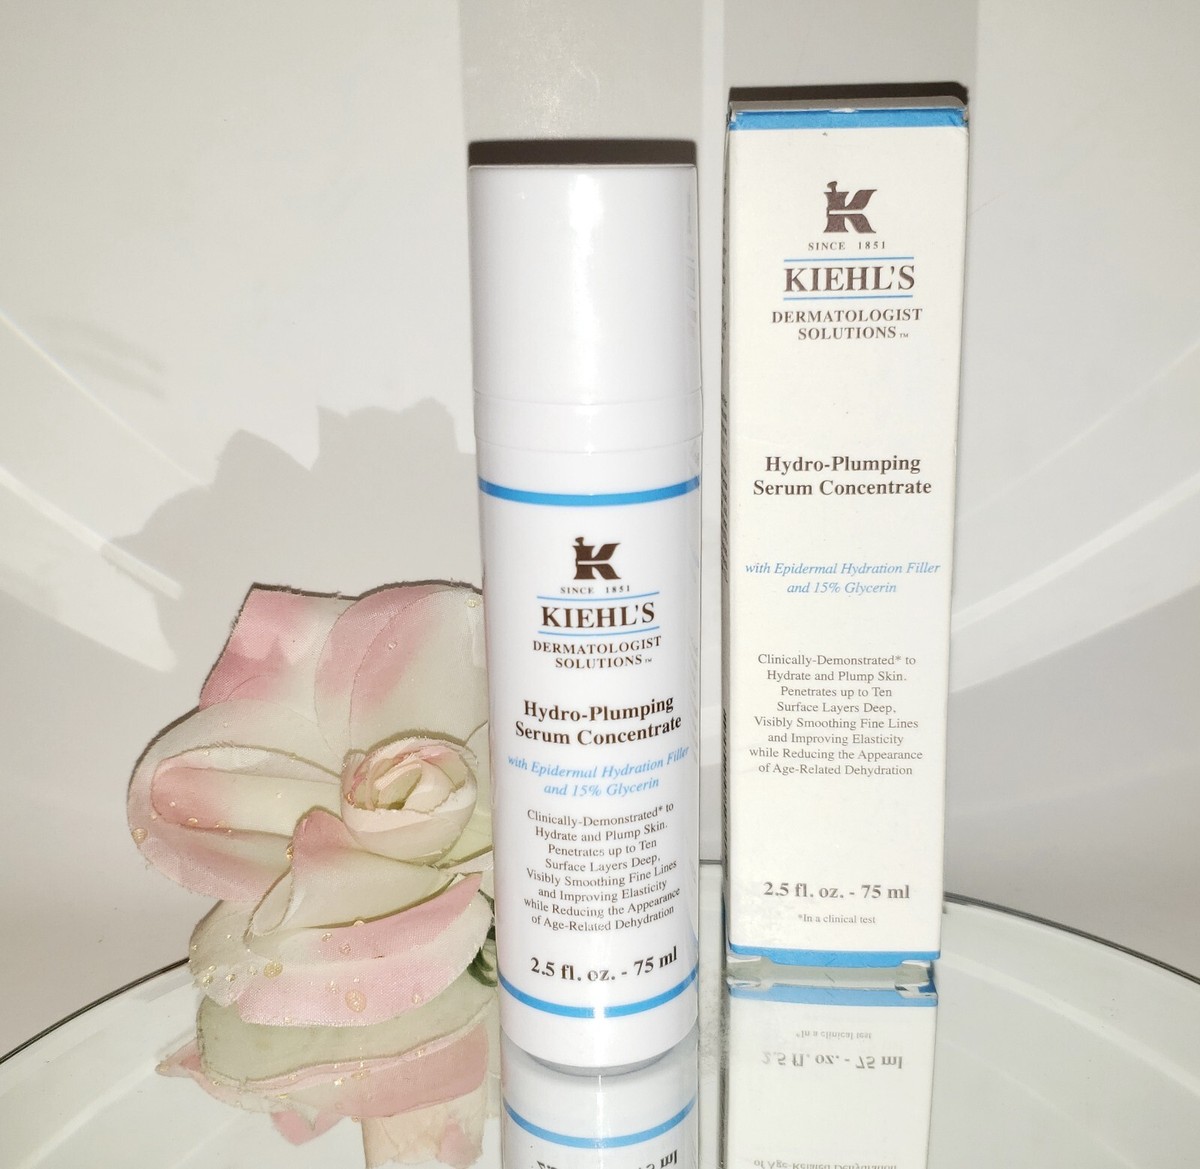 K
SINCE 1851
KIEHL'S
DERMATOLOGIST
SOLUTIONS™
Hydro-Plumping
Serum Concentrate
with Epidermal Hydration Filler
and 15% Glycerin
Clinically-Demonstrated* to
Hydrate and Plump Skin.
Penetrates up to Ten
Surface Layers Deep,
Visibly Smoothing Fine Lines
and Improving Elasticity
while Reducing the Appearance
of Age-Related Dehydration
2.5 fl. oz. - 75 ml
K
SINCE 1851
KIEHL'S
DERMATOLOGIST
SOLUTIONS™
Hydro-Plumping
Serum Concentrate
with Epidermal Hydration Filler
and 15% Glycerin
Clinically-Demonstrated* to
Hydrate and Plump Skin.
Penetrates up to Ten
Surface Layers Deep,
Visibly Smoothing Fine Lines
and Improving Elasticity
while Reducing the Appearance
of Age-Related Dehydration
2.5 fl. oz. - 75 ml
*In a clinical test